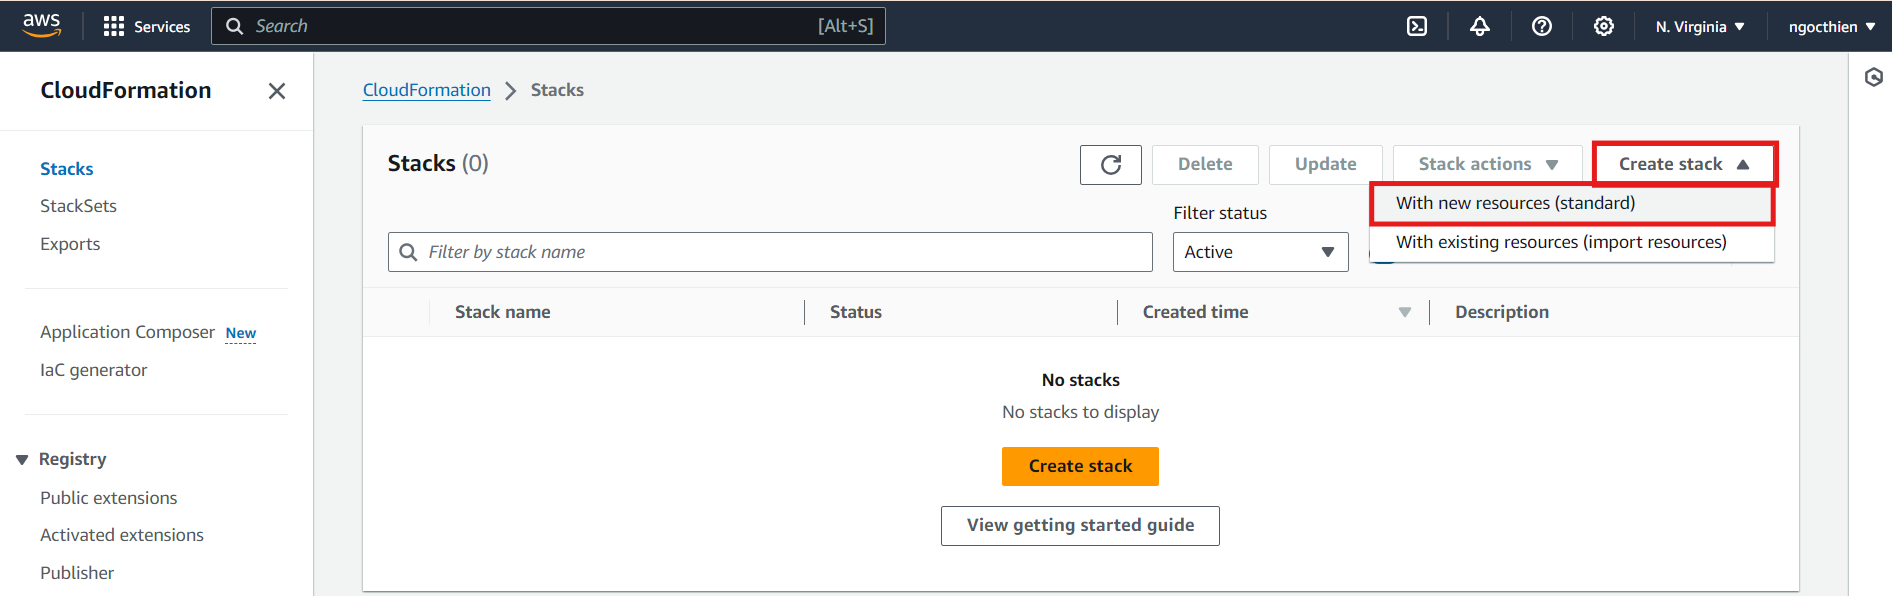 aws
Services
Search [Alt+S]
N. Virginia
ngocthien
CloudFormation
CloudFormation
Stacks
Stacks
StackSets
Exports
Application Composer New
IaC generator
Registry
Public extensions
Activated extensions
Publisher
Stacks (0)
Delete
Update
Stack actions
Create stack
With new resources (standard)
With existing resources (import resources)
Filter status
Filter by stack name
Active
Stack name
Status
Created time
Description
No stacks
No stacks to display
Create stack
View getting started guide